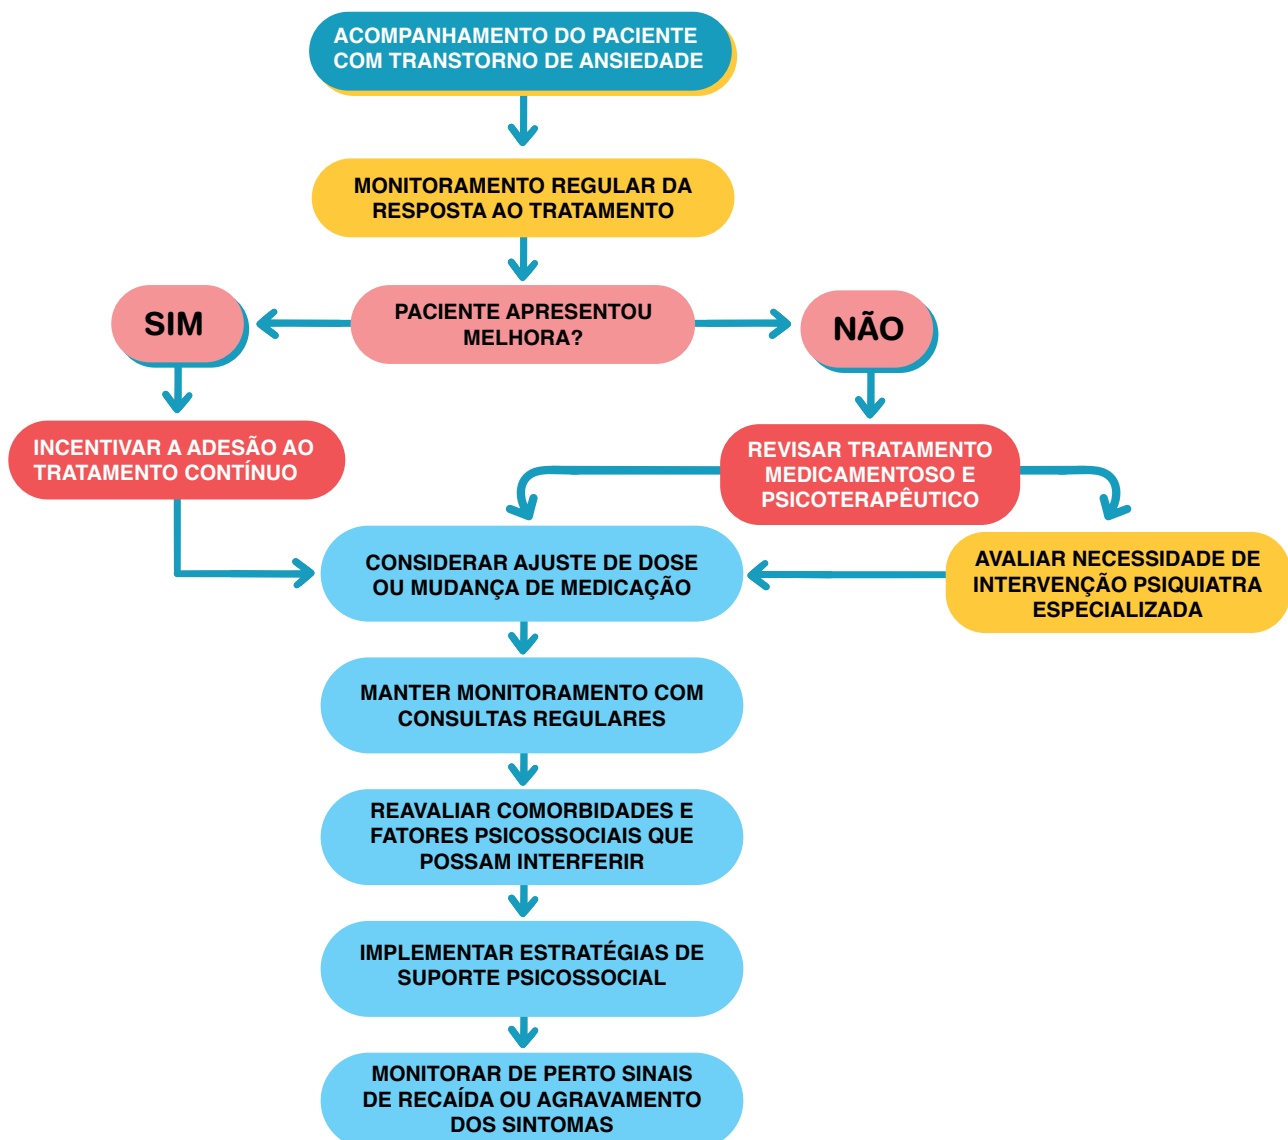 ACOMPANHAMENTO DO PACIENTE
COM TRANSTORNO DE ANSIEDADE
MONITORAMENTO REGULAR DA
RESPOSTA AO TRATAMENTO
PACIENTE APRESENTOU
MELHORA?
SIM
NÃO
INCENTIVAR A ADESÃO AO
TRATAMENTO CONTÍNUO
REVISAR TRATAMENTO
MEDICAMENTOSO E
PSICOTERAPÊUTICO
CONSIDERAR AJUSTE DE DOSE
OU MUDANÇA DE MEDICAÇÃO
AVALIAR NECESSIDADE DE
INTERVENÇÃO PSIQUIATRA
ESPECIALIZADA
MANTER MONITORAMENTO COM
CONSULTAS REGULARES
REAVALIAR COMORBIDADES E
FATORES PSICOSSOCIAIS QUE
POSSAM INTERFERIR
IMPLEMENTAR ESTRATÉGIAS DE
SUPORTE PSICOSSOCIAL
MONITORAR DE PERTO SINAIS
DE RECAÍDA OU AGRAVAMENTO
DOS SINTOMAS